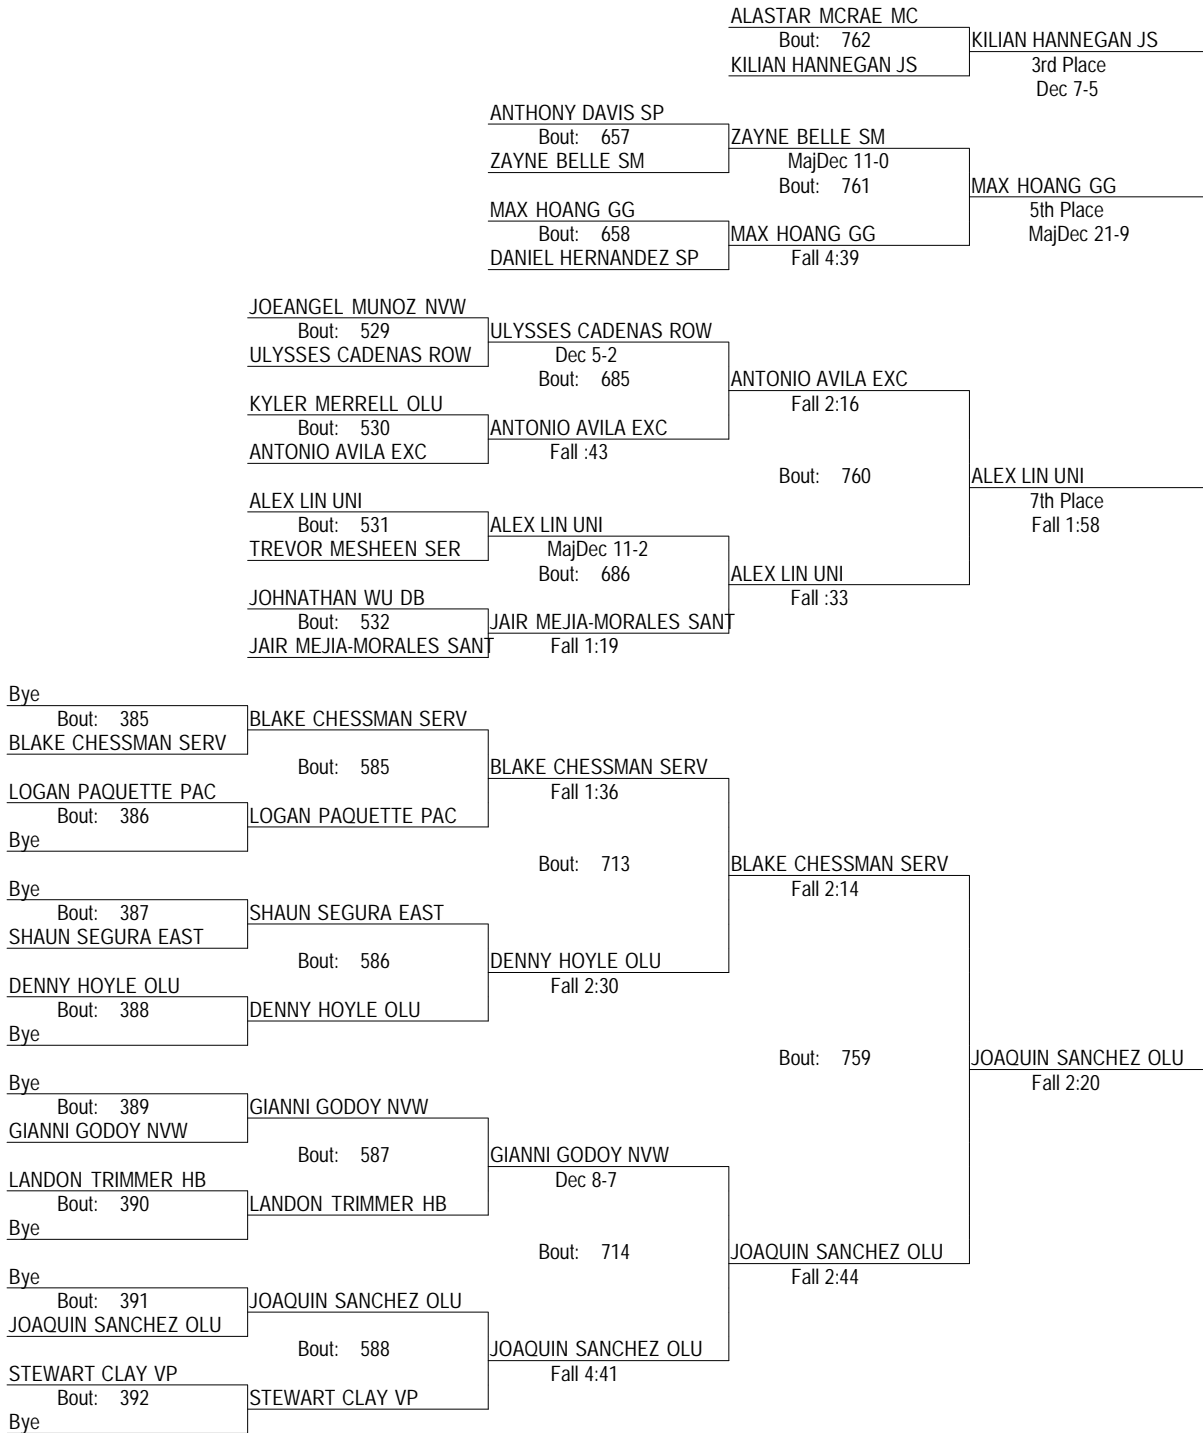 ALASTAR MCRAE MC
Bout: 762
KILIAN HANNEGAN JS
KILIAN HANNEGAN JS
3rd Place
Dec 7-5
ANTHONY DAVIS SP
Bout: 657
ZAYNE BELLE SM
ZAYNE BELLE SM
MajDec 11-0
Bout: 761
MAX HOANG GG
5th Place
MajDec 21-9
MAX HOANG GG
Bout: 658
DANIEL HERNANDEZ SP
MAX HOANG GG
Fall 4:39
JOEANGEL MUNOZ NVW
Bout: 529
ULYSSES CADENAS ROW
ULYSSES CADENAS ROW
Dec 5-2
Bout: 685
ANTONIO AVILA EXC
Fall 2:16
KYLER MERRELL OLU
Bout: 530
ANTONIO AVILA EXC
ANTONIO AVILA EXC
Fall :43
Bout: 760
ALEX LIN UNI
7th Place
Fall 1:58
ALEX LIN UNI
Bout: 531
TREVOR MESHEEN SER
ALEX LIN UNI
MajDec 11-2
Bout: 686
ALEX LIN UNI
Fall :33
JOHNATHAN WU DB
Bout: 532
JAIR MEJIA-MORALES SANT
JAIR MEJIA-MORALES SANT
Fall 1:19
Bye
Bout: 385
BLAKE CHESSMAN SERV
BLAKE CHESSMAN SERV
Bout: 585
BLAKE CHESSMAN SERV
Fall 1:36
LOGAN PAQUETTE PAC
Bout: 386
Bye
LOGAN PAQUETTE PAC
Bout: 713
BLAKE CHESSMAN SERV
Fall 2:14
Bye
Bout: 387
SHAUN SEGURA EAST
SHAUN SEGURA EAST
Bout: 586
DENNY HOYLE OLU
Fall 2:30
DENNY HOYLE OLU
Bout: 388
Bye
DENNY HOYLE OLU
Bout: 759
JOAQUIN SANCHEZ OLU
Fall 2:20
Bye
Bout: 389
GIANNI GODOY NVW
GIANNI GODOY NVW
Bout: 587
GIANNI GODOY NVW
Dec 8-7
LANDON TRIMMER HB
Bout: 390
Bye
LANDON TRIMMER HB
Bout: 714
JOAQUIN SANCHEZ OLU
Fall 2:44
Bye
Bout: 391
JOAQUIN SANCHEZ OLU
JOAQUIN SANCHEZ OLU
Bout: 588
JOAQUIN SANCHEZ OLU
Fall 4:41
STEWART CLAY VP
Bout: 392
Bye
STEWART CLAY VP